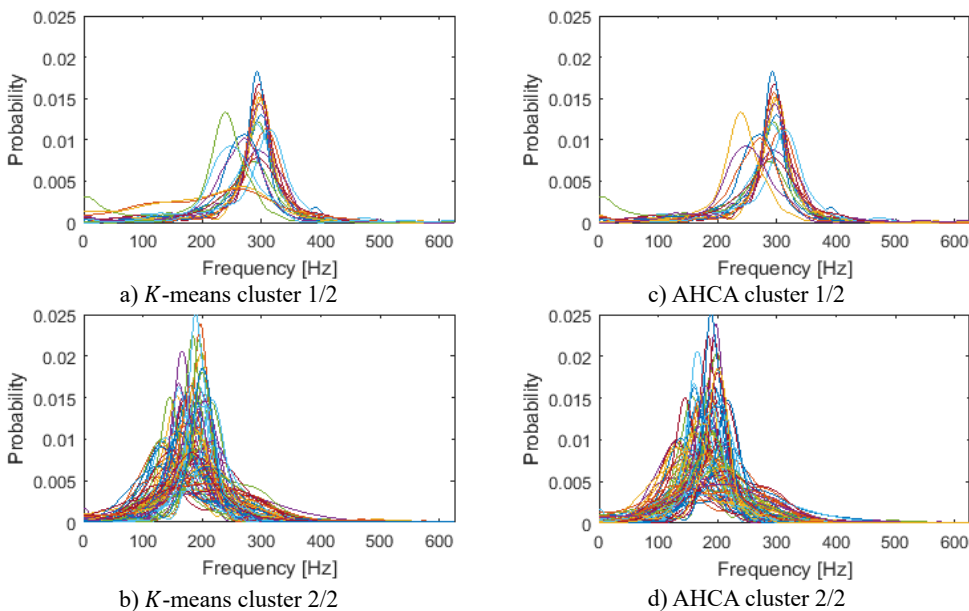 0.025
0.02
0.015
0.01
0.005
0
Probability
0 100 200 300 400 500 600
Frequency [Hz]
a) K-means cluster 1/2
0.025
0.02
0.015
0.01
0.005
0
Probability
0 100 200 300 400 500 600
Frequency [Hz]
c) AHCA cluster 1/2
0.025
0.02
0.015
0.01
0.005
0
Probability
0 100 200 300 400 500 600
Frequency [Hz]
b) K-means cluster 2/2
0.025
0.02
0.015
0.01
0.005
0
Probability
0 100 200 300 400 500 600
Frequency [Hz]
d) AHCA cluster 2/2